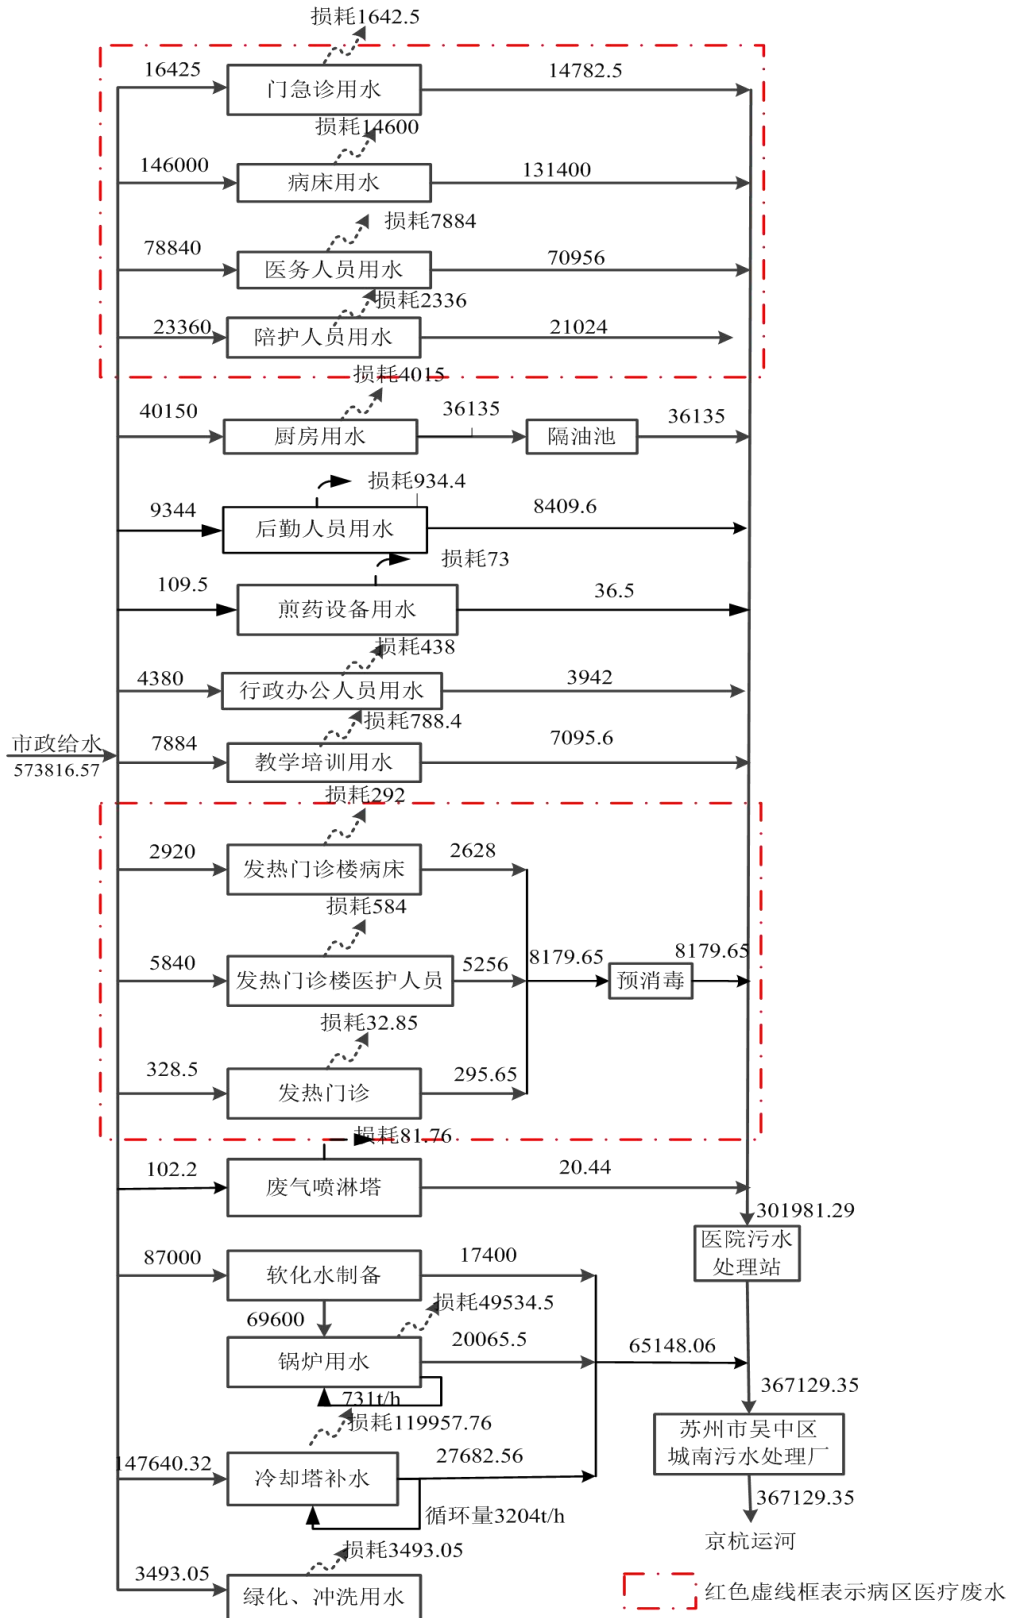 损耗1642.5
16425
门急诊用水
14782.5
损耗14600
146000
病床用水
131400
损耗7884
78840
医务人员用水
70956
损耗2336
23360
陪护人员用水
21024
损耗4015
40150
厨房用水
36135
隔油池
36135
损耗934.4
9344
后勤人员用水
8409.6
损耗73
109.5
煎药设备用水
36.5
损耗438
4380
行政办公人员用水
3942
损耗788.4
市政给水
573816.57
7884
教学培训用水
7095.6
损耗292
2920
发热门诊楼病床
2628
损耗584
5840
发热门诊楼医护人员
5256
8179.65
预消毒
8179.65
损耗32.85
328.5
发热门诊
295.65
损耗81.76
102.2
废气喷淋塔
20.44
301981.29
医院污水
处理站
87000
软化水制备
17400
69600
损耗49534.5
锅炉用水
20065.5
65148.06
731t/h
367129.35
损耗119957.76
苏州市吴中区
城南污水处理厂
147640.32
冷却塔补水
27682.56
循环量3204t/h
367129.35
京杭运河
损耗3493.05
3493.05
绿化、冲洗用水
红色虚线框表示病区医疗废水